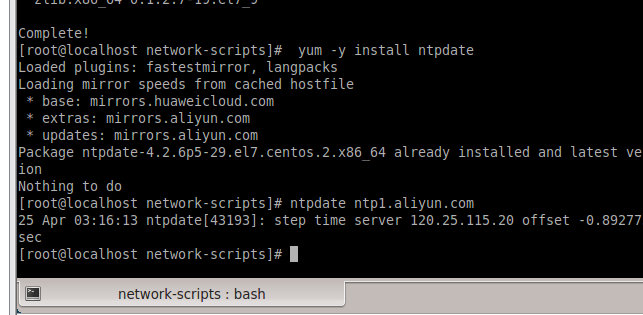 zlib.x86_64 0:1.2.7-19.el7_9
Complete!
[root@localhost network-scripts]#  yum -y install ntpdate
Loaded plugins: fastestmirror, langpacks
Loading mirror speeds from cached hostfile
 * base: mirrors.huaweicloud.com
 * extras: mirrors.aliyun.com
 * updates: mirrors.aliyun.com
Package ntpdate-4.2.6p5-29.el7.centos.2.x86_64 already installed and latest ve
ion
Nothing to do
[root@localhost network-scripts]# ntpdate ntp1.aliyun.com
25 Apr 03:16:13 ntpdate[43193]: step time server 120.25.115.20 offset -0.89277
sec
[root@localhost network-scripts]#
network-scripts : bash